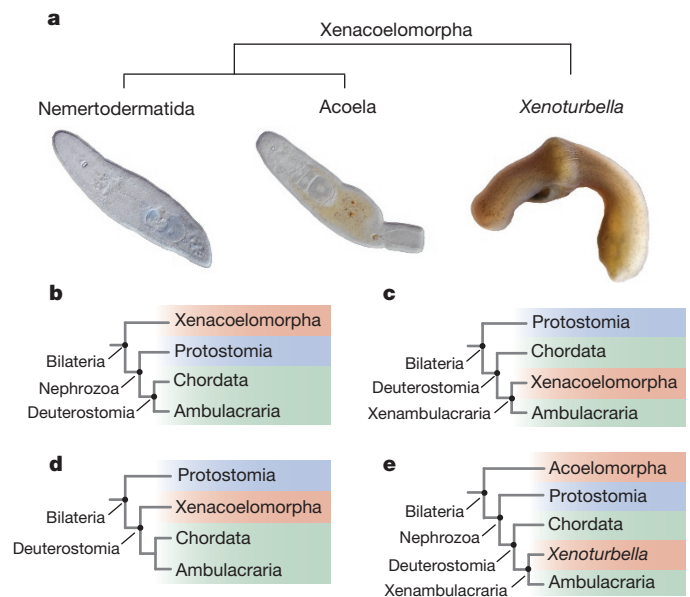 a
Xenacoelomorpha
Nemertodermatida
Acoela
Xenoturbella
b
Xenacoelomorpha
Protostomia
Chordata
Ambulacraria
Bilateria
Nephrozoa
Deuterostomia
c
Protostomia
Chordata
Xenacoelomorpha
Ambulacraria
Bilateria
Deuterostomia
Xenambulacraria
d
Protostomia
Xenacoelomorpha
Chordata
Ambulacraria
Bilateria
Deuterostomia
e
Acoelomorpha
Protostomia
Chordata
Xenoturbella
Ambulacraria
Bilateria
Nephrozoa
Deuterostomia
Xenambulacraria